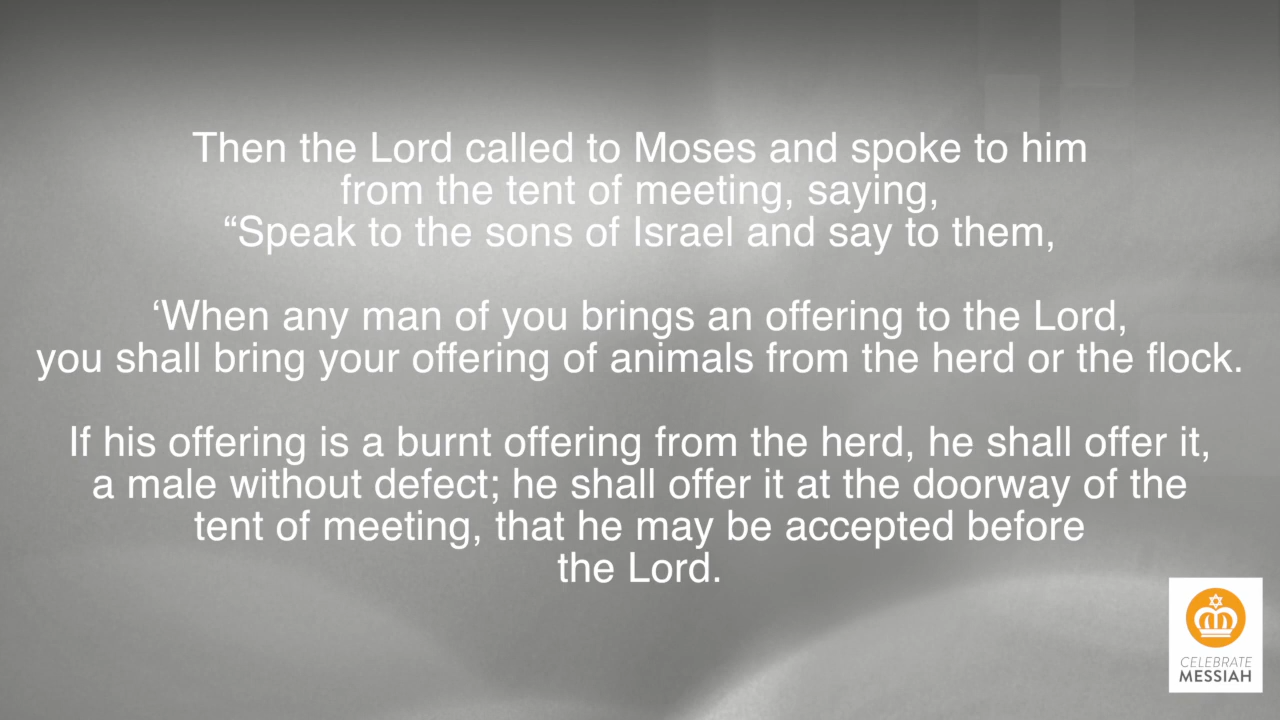 Then the Lord called to Moses and spoke to him
from the tent of meeting, saying,
“Speak to the sons of Israel and say to them,
‘When any man of you brings an offering to the Lord,
you shall bring your offering of animals from the herd or the flock.
If his offering is a burnt offering from the herd, he shall offer it,
a male without defect; he shall offer it at the doorway of the
tent of meeting, that he may be accepted before
the Lord.
CELEBRATE
MESSIAH